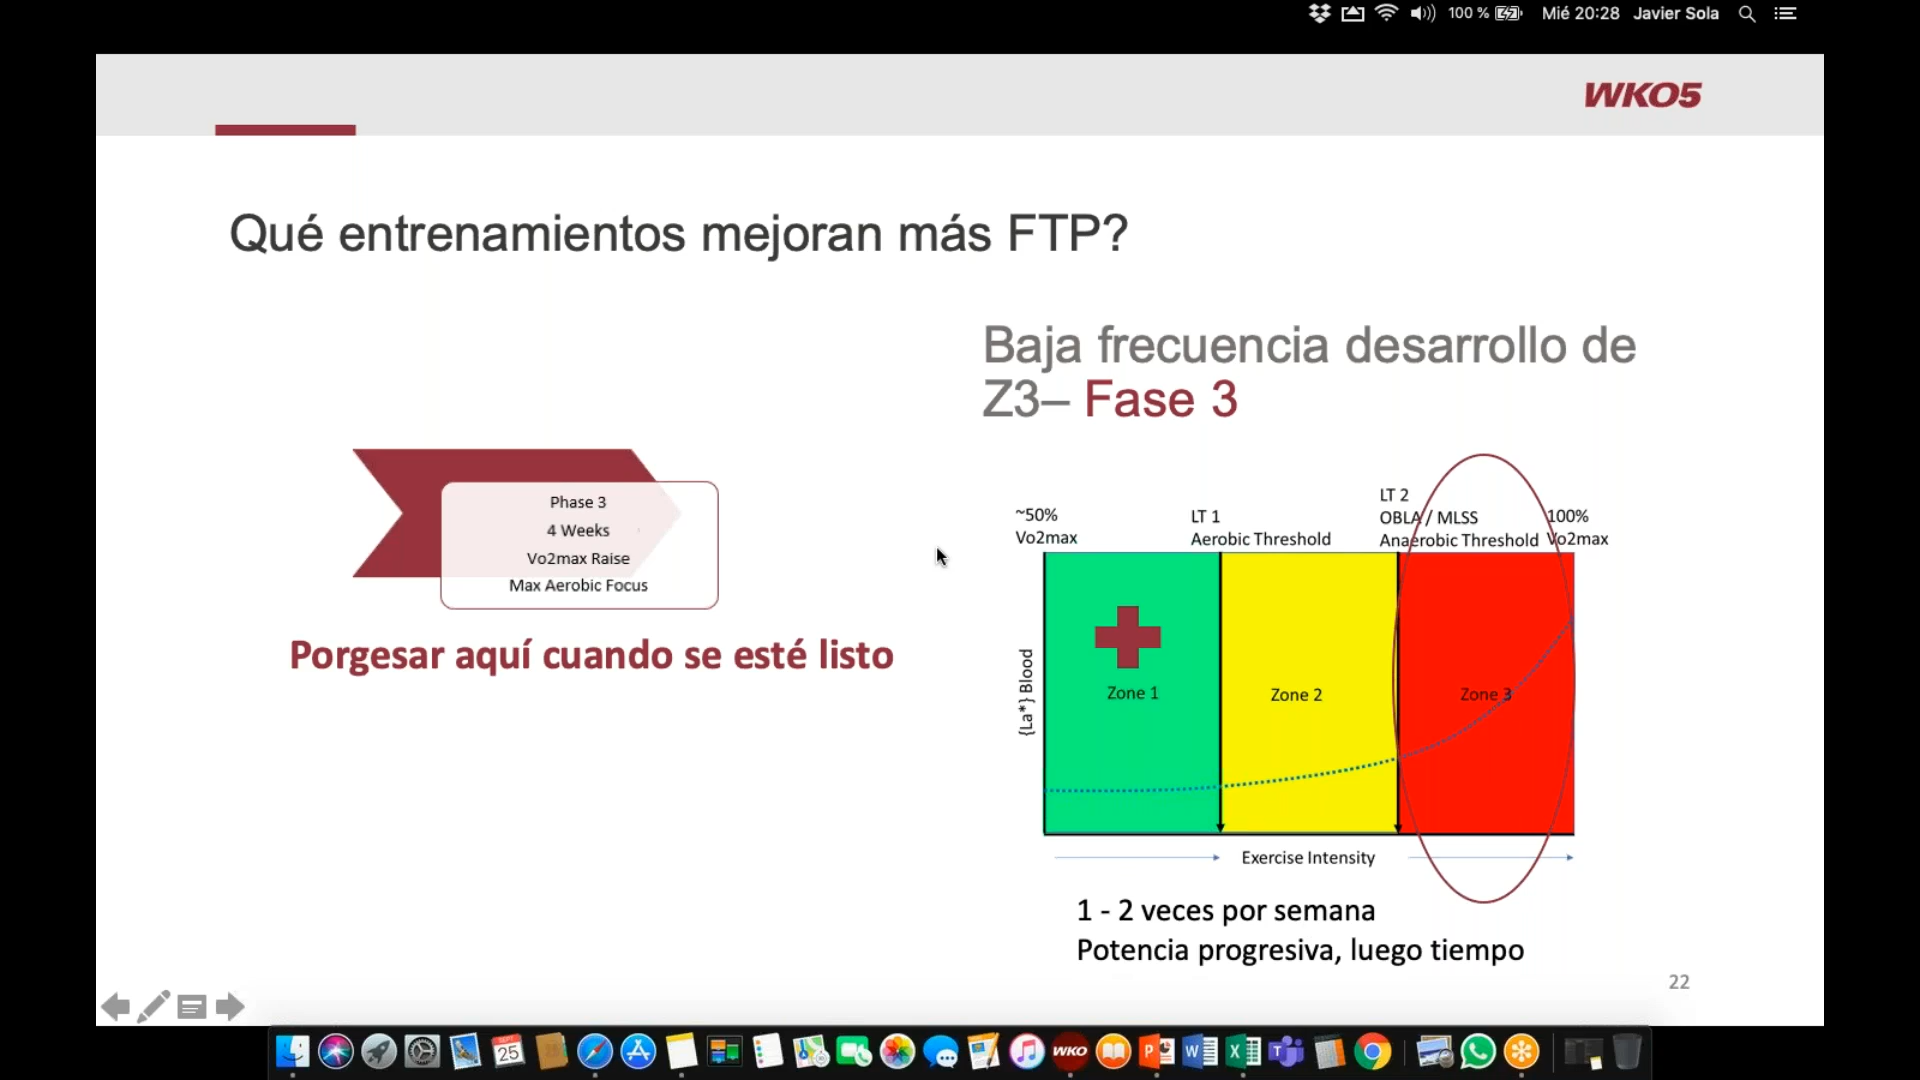 100 %
Mié 20:28
Javier Sola
WKO5
Qué entrenamientos mejoran más FTP?
Baja frecuencia desarrollo de
Z3– Fase 3
Phase 3
4 Weeks
Vo2max Raise
Max Aerobic Focus
Porgesar aquí cuando se esté listo
~50%
Vo2max
LT 1
Aerobic Threshold
LT 2
OBLA / MLSS
Anaerobic Threshold
100%
Vo2max
{La*} Blood
Zone 1
Zone 2
Zone 3
Exercise Intensity
1 - 2 veces por semana
Potencia progresiva, luego tiempo
22
25
WKO